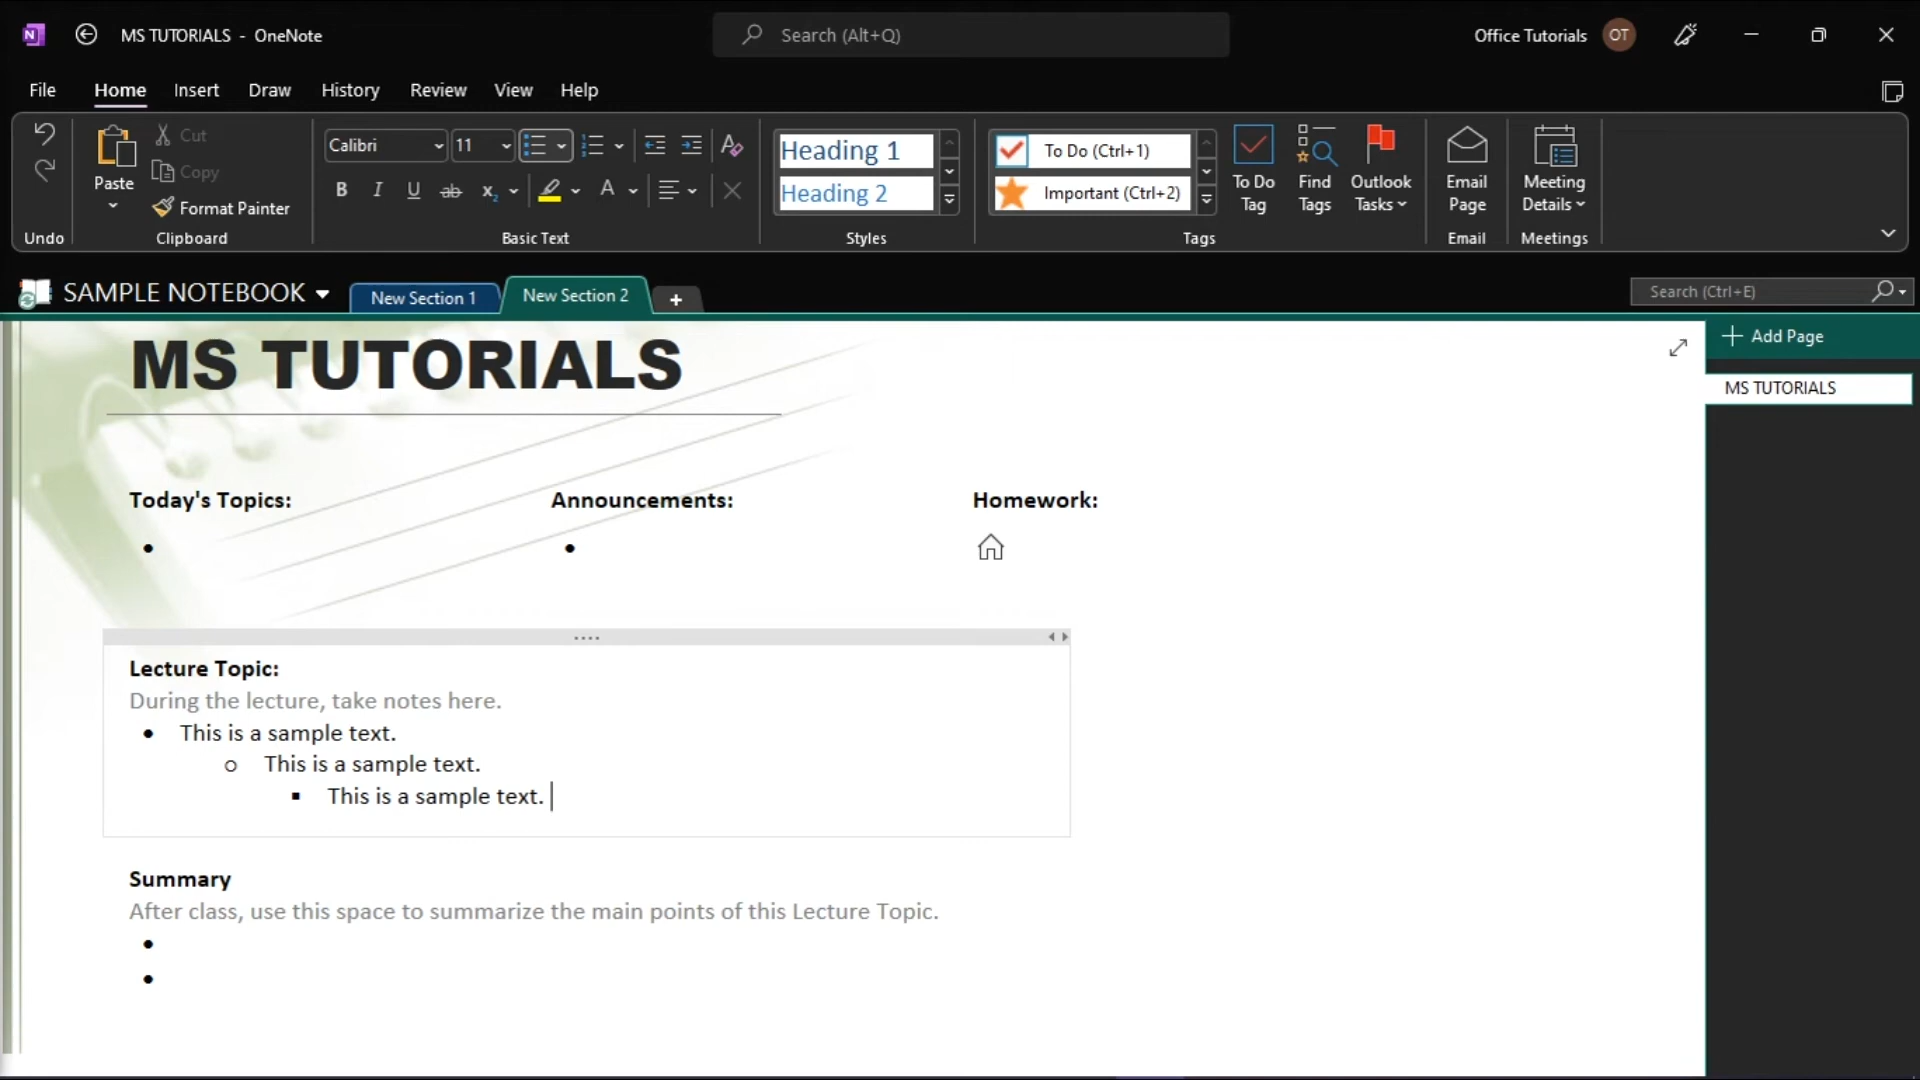 N MS TUTORIALS - OneNote Search (Alt+Q) Office Tutorials OT
File Home Insert Draw History Review View Help
Paste
Cut
Copy
Format Painter
Calibri 11
B I U ab x₂ A
Heading 1
Heading 2
To Do (Ctrl+1)
Important (Ctrl+2)
To Do
Tag
Find
Tags
Outlook
Tasks
Email
Page
Meeting
Details
Undo Clipboard Basic Text Styles Tags Email Meetings
SAMPLE NOTEBOOK New Section 1 New Section 2 + Search (Ctrl+E)
MS TUTORIALS
Add Page
MS TUTORIALS
Today's Topics: Announcements: Homework:
• •
Lecture Topic:
During the lecture, take notes here.
• This is a sample text.
o This is a sample text.
▪ This is a sample text.
Summary
After class, use this space to summarize the main points of this Lecture Topic.
•
•